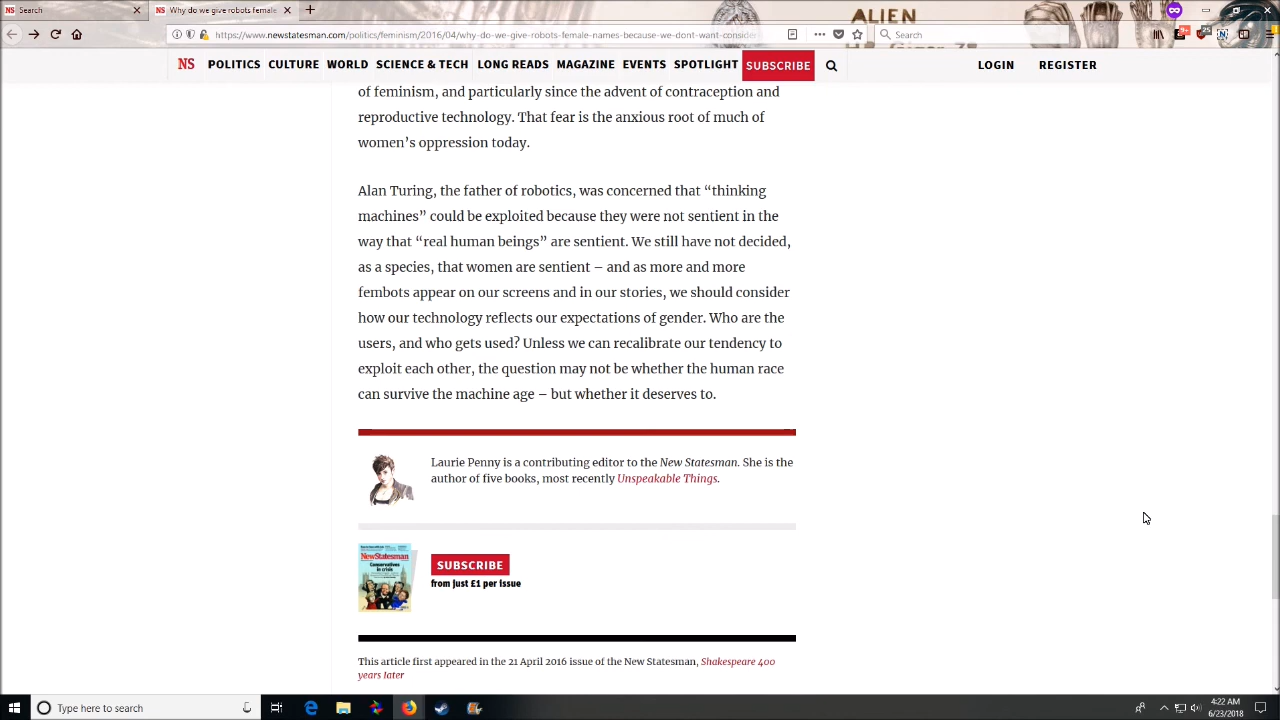 Search
Why do we give robots female
ALIEN
https://www.newstatesman.com/politics/feminism/2016/04/why-do-we-give-robots-female-names-because-we-dont-want-conside
Search
NS POLITICS CULTURE WORLD SCIENCE & TECH LONG READS MAGAZINE EVENTS SPOTLIGHT SUBSCRIBE LOGIN REGISTER
of feminism, and particularly since the advent of contraception and
reproductive technology. That fear is the anxious root of much of
women’s oppression today.
Alan Turing, the father of robotics, was concerned that “thinking
machines” could be exploited because they were not sentient in the
way that “real human beings” are sentient. We still have not decided,
as a species, that women are sentient – and as more and more
fembots appear on our screens and in our stories, we should consider
how our technology reflects our expectations of gender. Who are the
users, and who gets used? Unless we can recalibrate our tendency to
exploit each other, the question may not be whether the human race
can survive the machine age – but whether it deserves to.
Laurie Penny is a contributing editor to the New Statesman. She is the
author of five books, most recently Unspeakable Things.
NewStatesman
SUBSCRIBE
from just £1 per issue
This article first appeared in the 21 April 2016 issue of the New Statesman, Shakespeare 400
years later
Type here to search
4:22 AM
6/23/2018